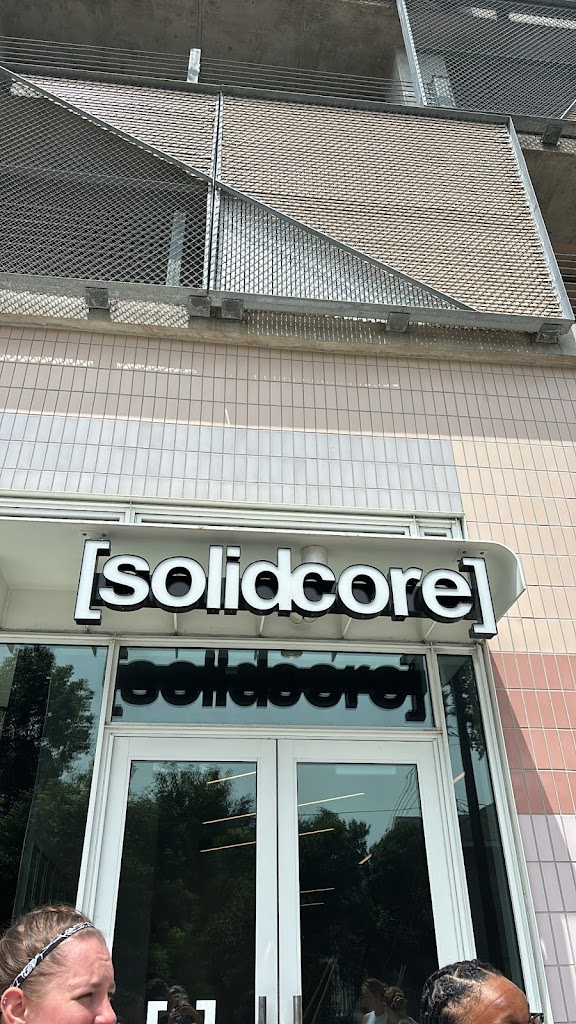 [solidcore]
[ ]